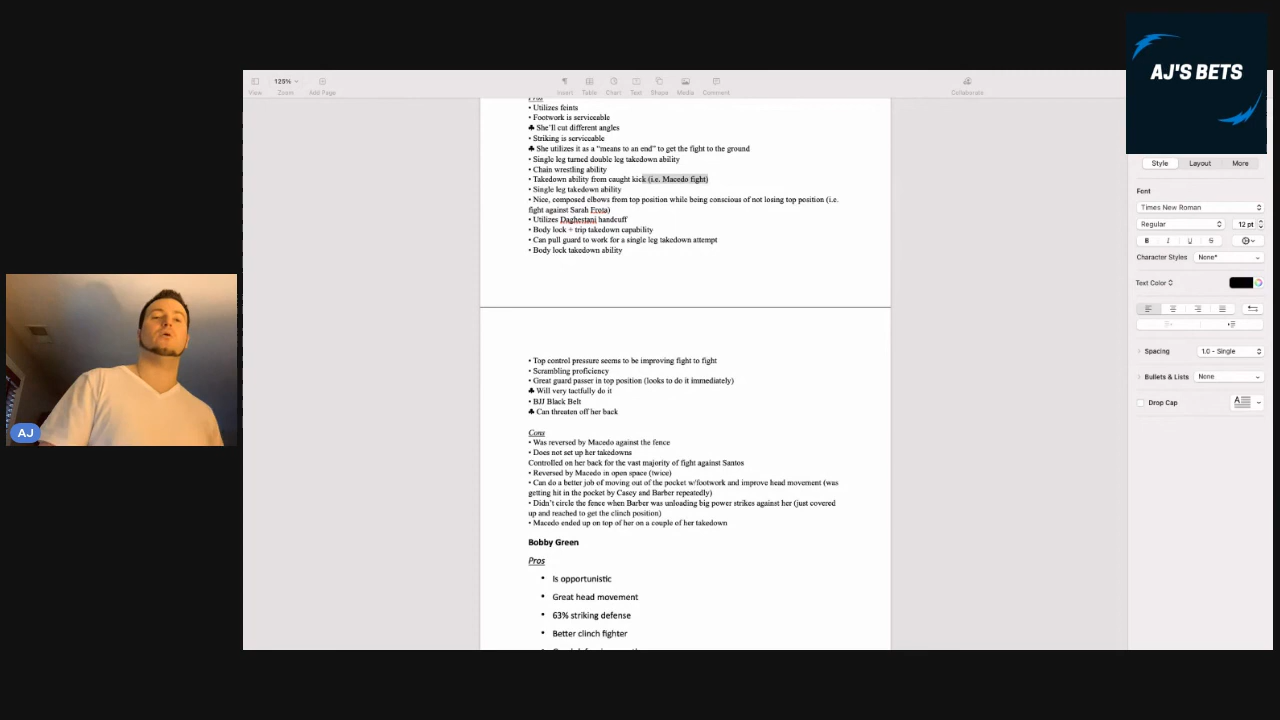 AJ'S BETS
125%
View
Zoom
Add Page
Insert
Table
Chart
Text
Shape
Media
Comment
Collaborate
Pros
• Utilizes feints
• Footwork is serviceable
♣ She'll cut different angles
• Striking is serviceable
♣ She utilizes it as a “means to an end” to get the fight to the ground
• Single leg turned double leg takedown ability
• Chain wrestling ability
• Takedown ability from caught kick (i.e. Macedo fight)
• Single leg takedown ability
• Nice, composed elbows from top position while being conscious of not losing top position (i.e.
fight against Sarah Frota)
• Utilizes Daghestani handcuff
• Body lock + trip takedown capability
• Can pull guard to work for a single leg takedown attempt
• Body lock takedown ability
• Top control pressure seems to be improving fight to fight
• Scrambling proficiency
• Great guard passer in top position (looks to do it immediately)
♣ Will very tactfully do it
• BJJ Black Belt
♣ Can threaten off her back
Cons
• Was reversed by Macedo against the fence
• Does not set up her takedowns
Controlled on her back for the vast majority of fight against Santos
• Reversed by Macedo in open space (twice)
• Can do a better job of moving out of the pocket w/footwork and improve head movement (was
getting hit in the pocket by Casey and Barber repeatedly)
• Didn't circle the fence when Barber was unloading big power strikes against her (just covered
up and reached to get the clinch position)
• Macedo ended up on top of her on a couple of her takedown
Bobby Green
Pros
• Is opportunistic
• Great head movement
• 63% striking defense
• Better clinch fighter
Style
Layout
More
Font
Times New Roman
Regular
12 pt
B I U S
Character Styles
None*
Text Color
Spacing
1.0 - Single
Bullets & Lists
None
Drop Cap
AJ